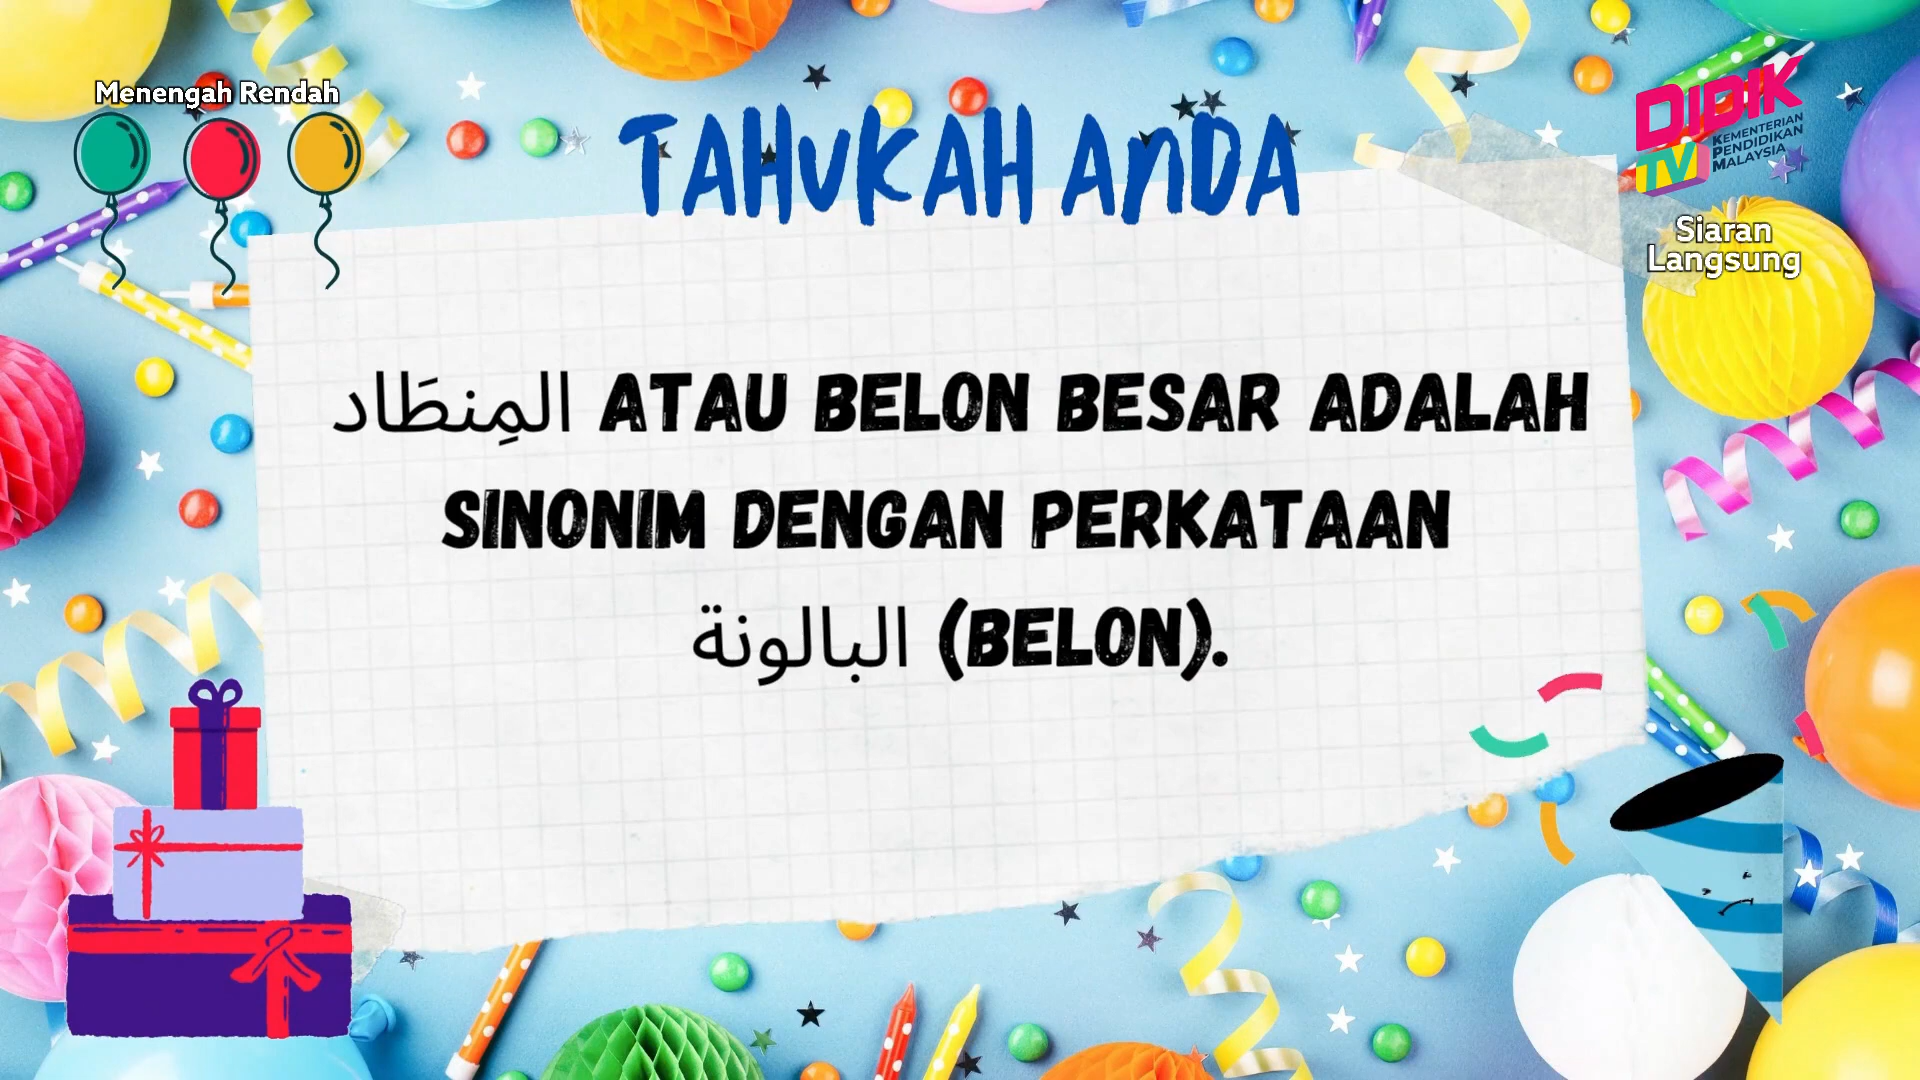 Menengah Rendah
TAHUKAH ANDA
DIDIK
TV
KEMENTERIAN
PENDIDIKAN
MALAYSIA
Siaran
Langsung
المِنطَاد ATAU BELON BESAR ADALAH
SINONIM DENGAN PERKATAAN
البالونة (BELON).